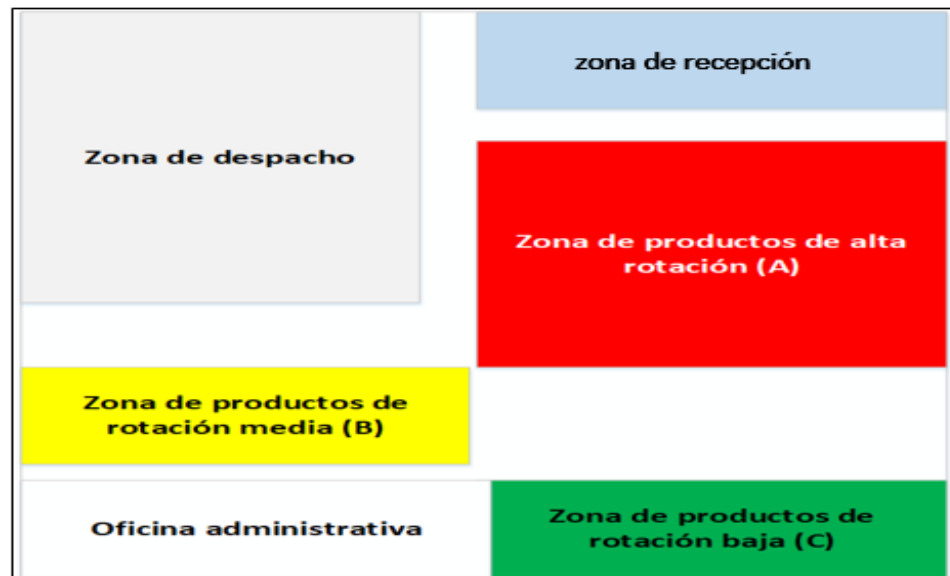 zona de recepción
Zona de despacho
Zona de productos de alta
rotación (A)
Zona de productos de
rotación media (B)
Oficina administrativa
Zona de productos de
rotación baja (C)